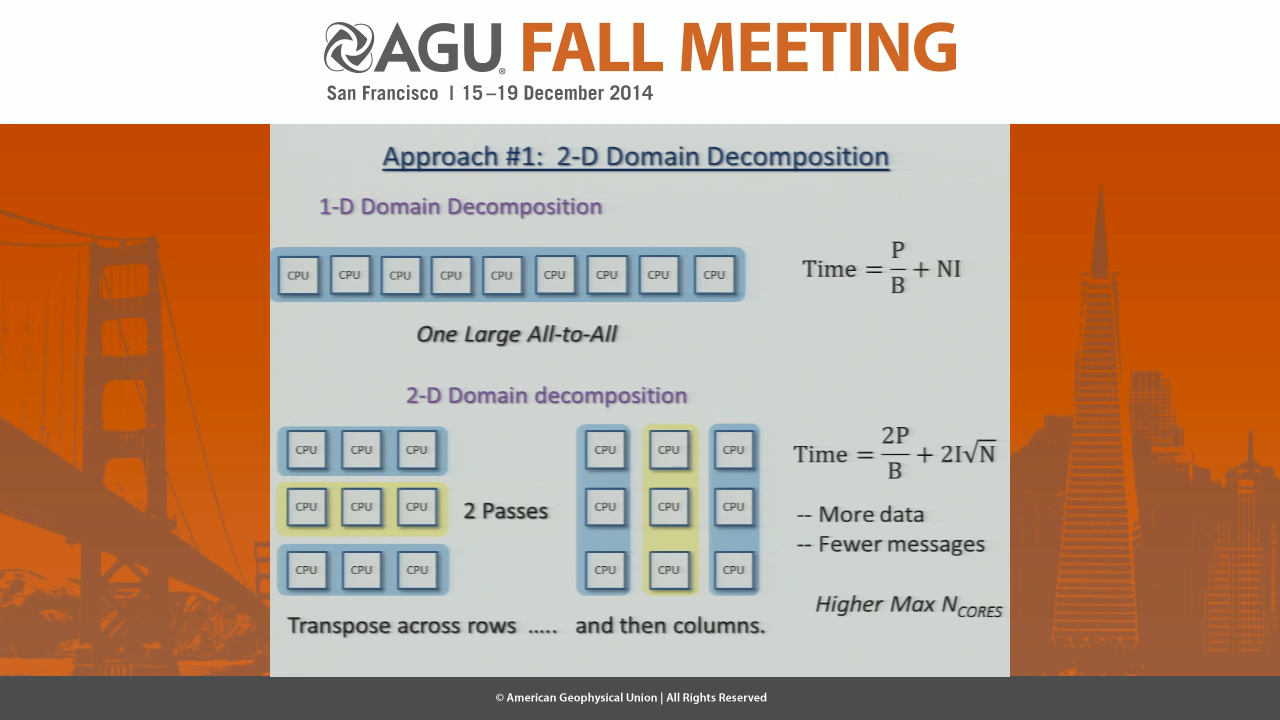 AGU® FALL MEETING
San Francisco | 15–19 December 2014
Approach #1: 2-D Domain Decomposition
1-D Domain Decomposition
CPU CPU CPU CPU CPU CPU CPU CPU CPU
Time = P/B + NI
One Large All-to-All
2-D Domain decomposition
CPU CPU CPU
CPU CPU CPU
CPU CPU CPU
2 Passes
CPU CPU CPU
CPU CPU CPU
CPU CPU CPU
Time = 2P/B + 2I√N
-- More data
-- Fewer messages
Higher Max N_CORES
Transpose across rows ..... and then columns.
© American Geophysical Union | All Rights Reserved